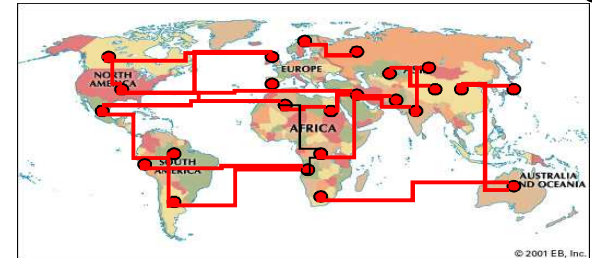 EUROPE
NORTH
AMERICA
AFRICA
SOUTH
AMERICA
AUSTRALIA
AND OCEANIA
© 2001 EB, Inc.